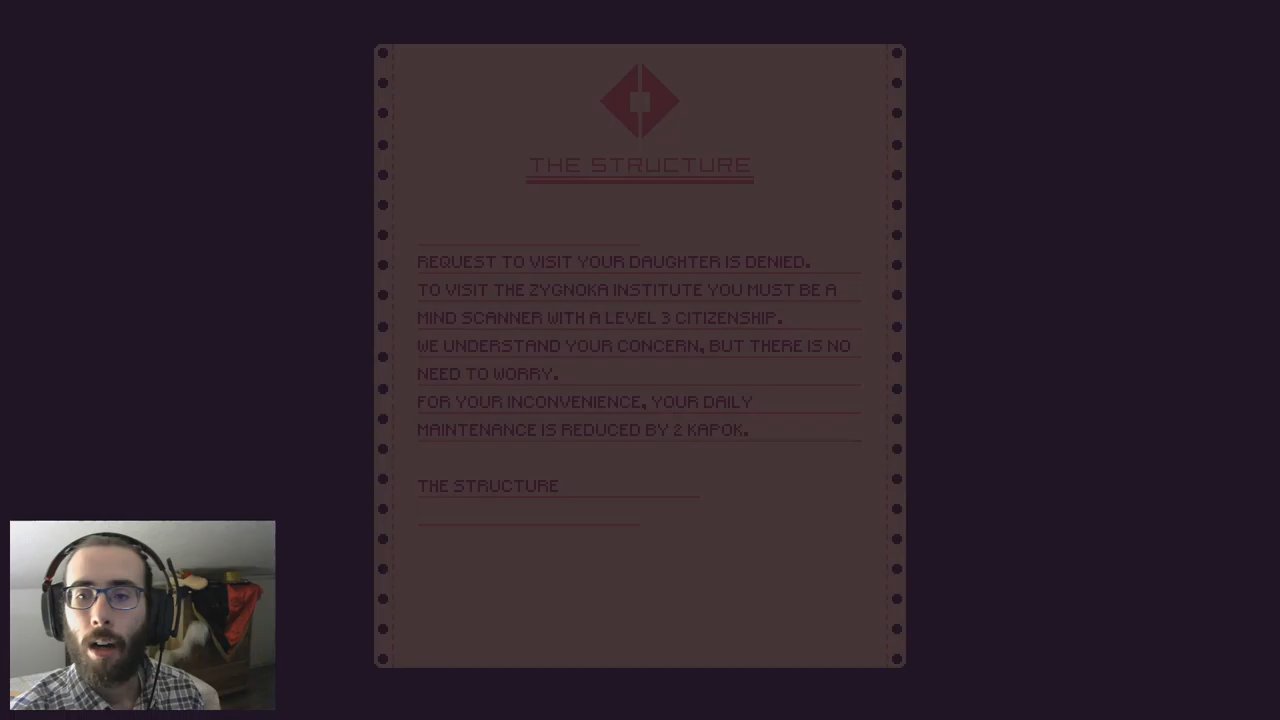 THE STRUCTURE
REQUEST TO VISIT YOUR DAUGHTER IS DENIED.
TO VISIT THE ZYGNOKA INSTITUTE YOU MUST BE A
MIND SCANNER WITH A LEVEL 3 CITIZENSHIP.
WE UNDERSTAND YOUR CONCERN, BUT THERE IS NO
NEED TO WORRY.
FOR YOUR INCONVENIENCE, YOUR DAILY
MAINTENANCE IS REDUCED BY 2 KAPOK.
THE STRUCTURE